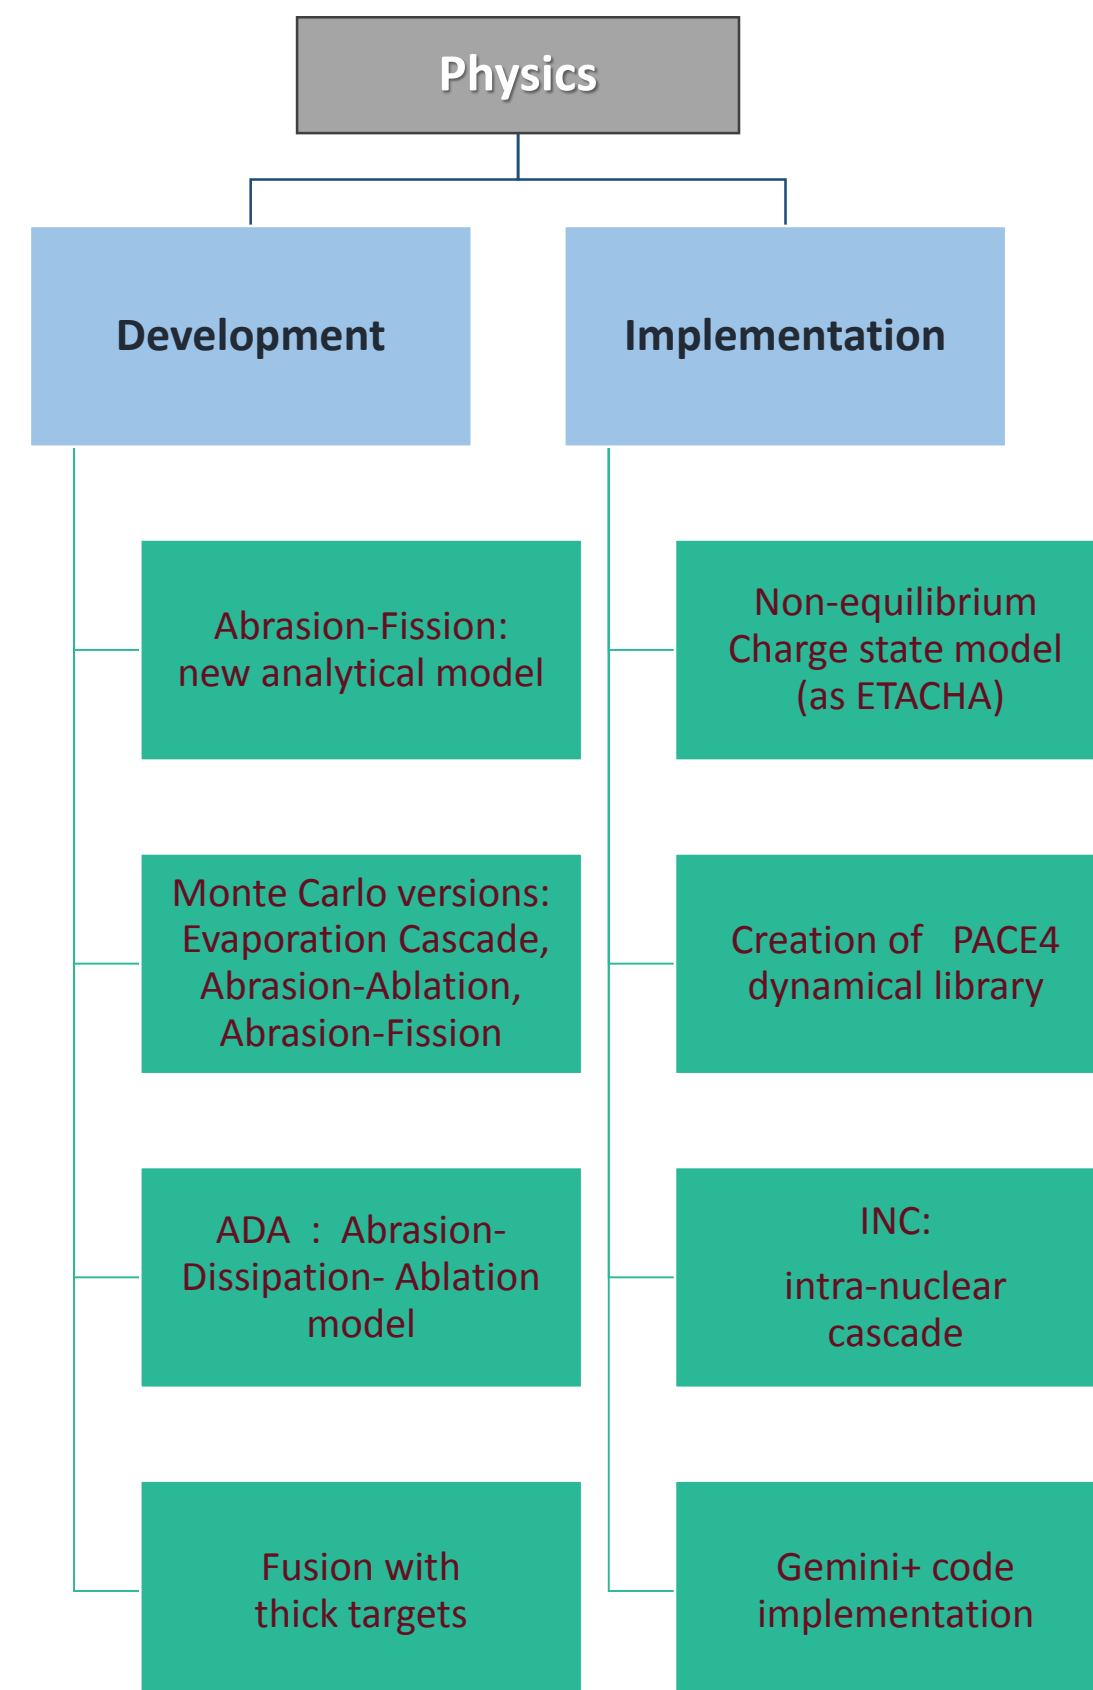 Physics
Development
Implementation
Abrasion-Fission:
new analytical model
Monte Carlo versions:
Evaporation Cascade,
Abrasion-Ablation,
Abrasion-Fission
ADA : Abrasion-
Dissipation- Ablation
model
Fusion with
thick targets
Non-equilibrium
Charge state model
(as ETACHA)
Creation of PACE4
dynamical library
INC:
intra-nuclear
cascade
Gemini+ code
implementation